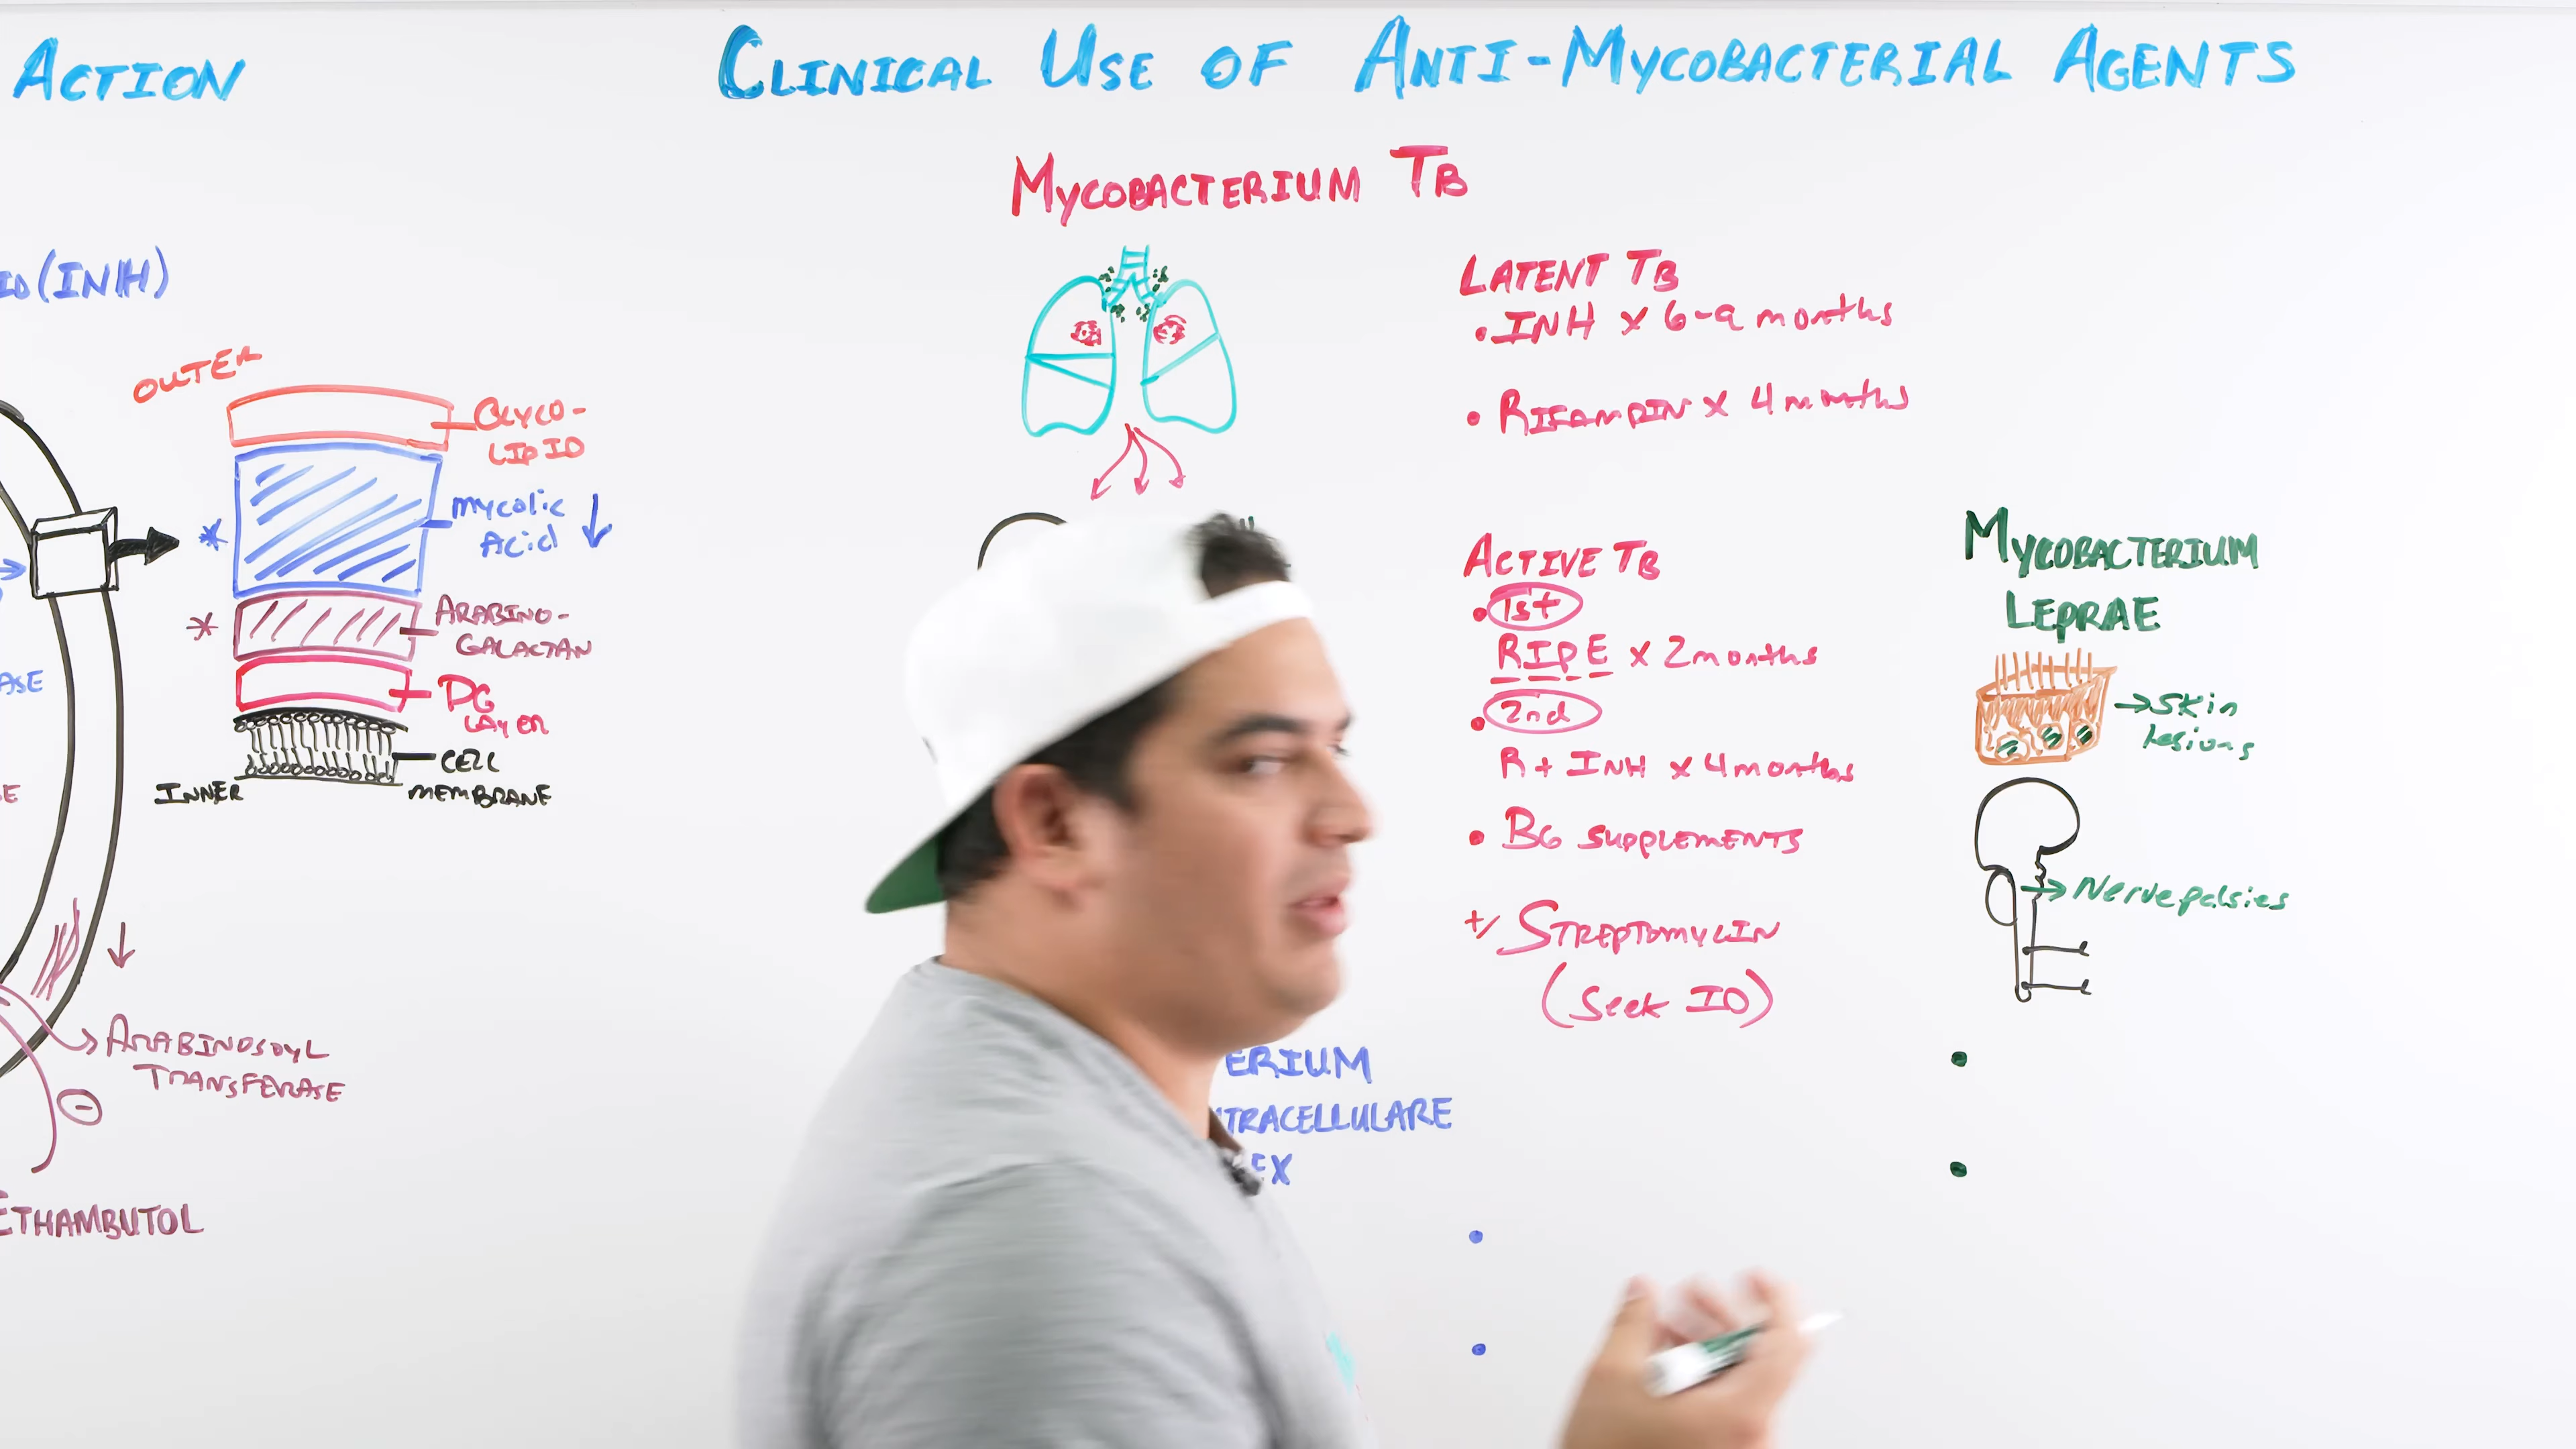 ACTION
CLINICAL USE OF ANTI-MYCOBACTERIAL AGENTS
(INH)
OUTER
GLYCO-
LIPID
mycolic
Acid
ARABINO-
GALACTAN
PG
LAYER
CELL
MEMBRANE
INNER
ARABINOSOYL
TRANSFERASE
ETHAMBUTOL
MYCOBACTERIUM TB
LATENT TB
• INH x 6-9 months
• RIFAMPIN x 4 months
ACTIVE TB
• 1st
RIPE x 2 months
• 2nd
R + INH x 4 months
• B6 SUPPLEMENTS
+/ STREPTOMYCIN
(Seek ID)
ERIUM
TRACELLULARE
EX
MYCOBACTERIUM
LEPRAE
→ Skin
lesions
→ Nerve palsies